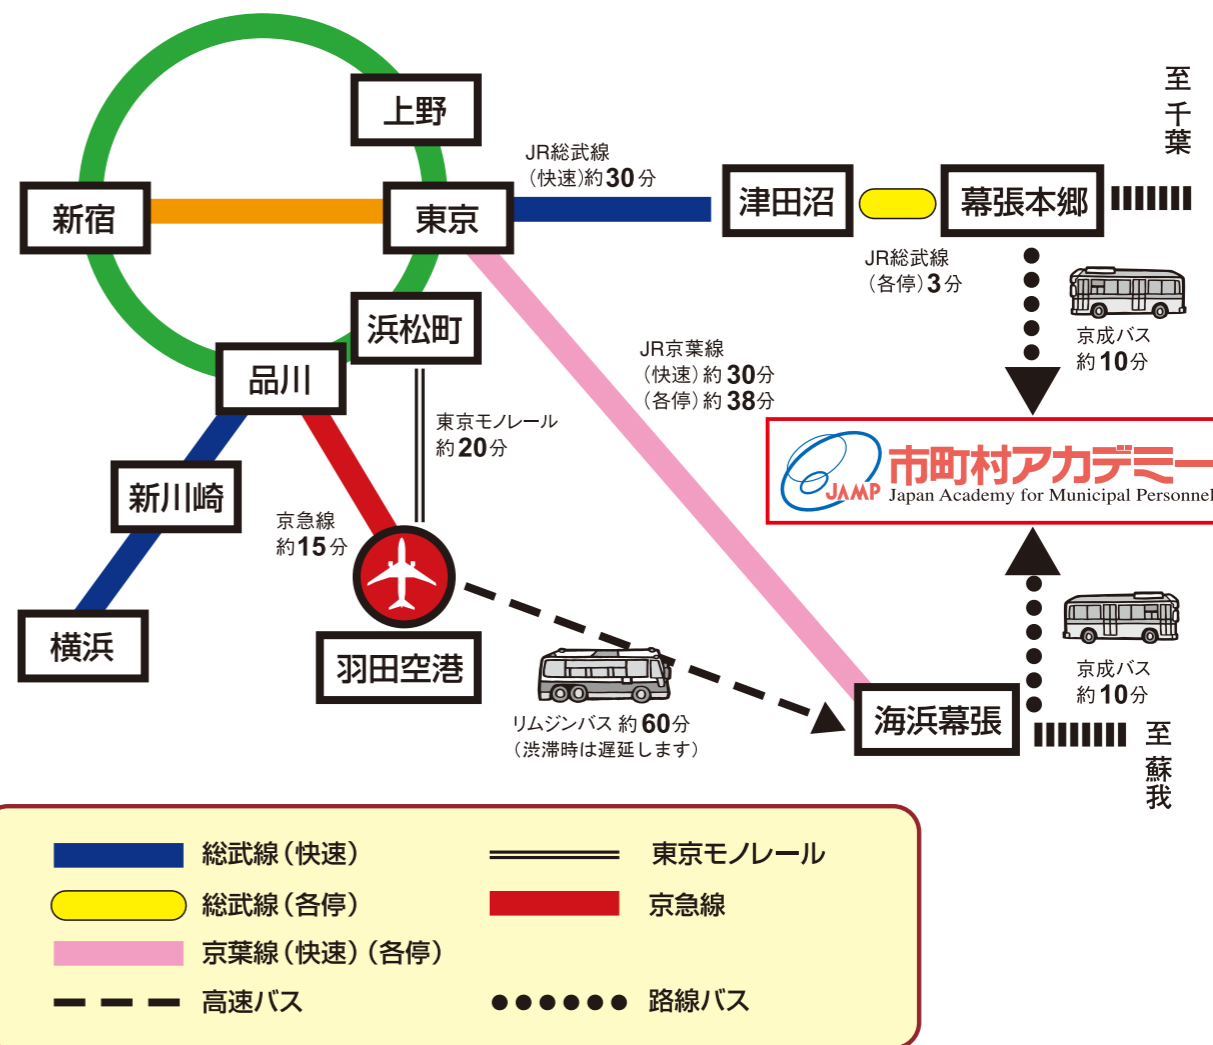 上野
新宿
東京
JR総武線
（快速）約30分
津田沼
幕張本郷
至 千葉
JR総武線
（各停）3分
京成バス
約10分
浜松町
品川
東京モノレール
約20分
JR京葉線
（快速）約30分
（各停）約38分
JAMP
市町村アカデミー
Japan Academy for Municipal Personnel
新川崎
京急線
約15分
横浜
羽田空港
リムジンバス 約60分
（渋滞時は遅延します）
海浜幕張
京成バス
約10分
至 蘇我
総武線（快速）
東京モノレール
総武線（各停）
京急線
京葉線（快速）（各停）
高速バス
路線バス